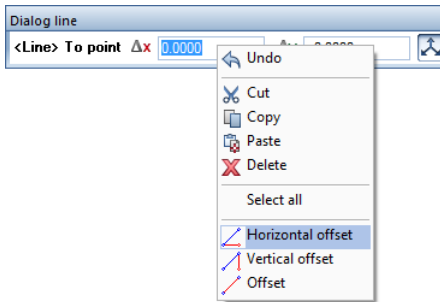 Dialog line
<Line> To point Δx 0.0000
Undo
Cut
Copy
Paste
Delete
Select all
Horizontal offset
Vertical offset
Offset